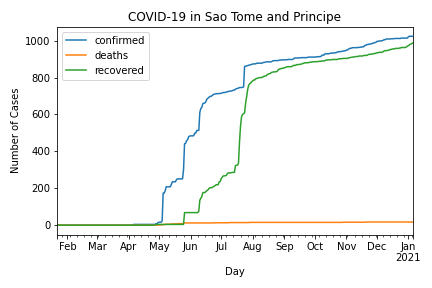 COVID-19 in Sao Tome and Principe
confirmed
deaths
recovered
Number of Cases
1000
800
600
400
200
0
Feb Mar Apr May Jun Jul Aug Sep Oct Nov Dec Jan
2021
Day